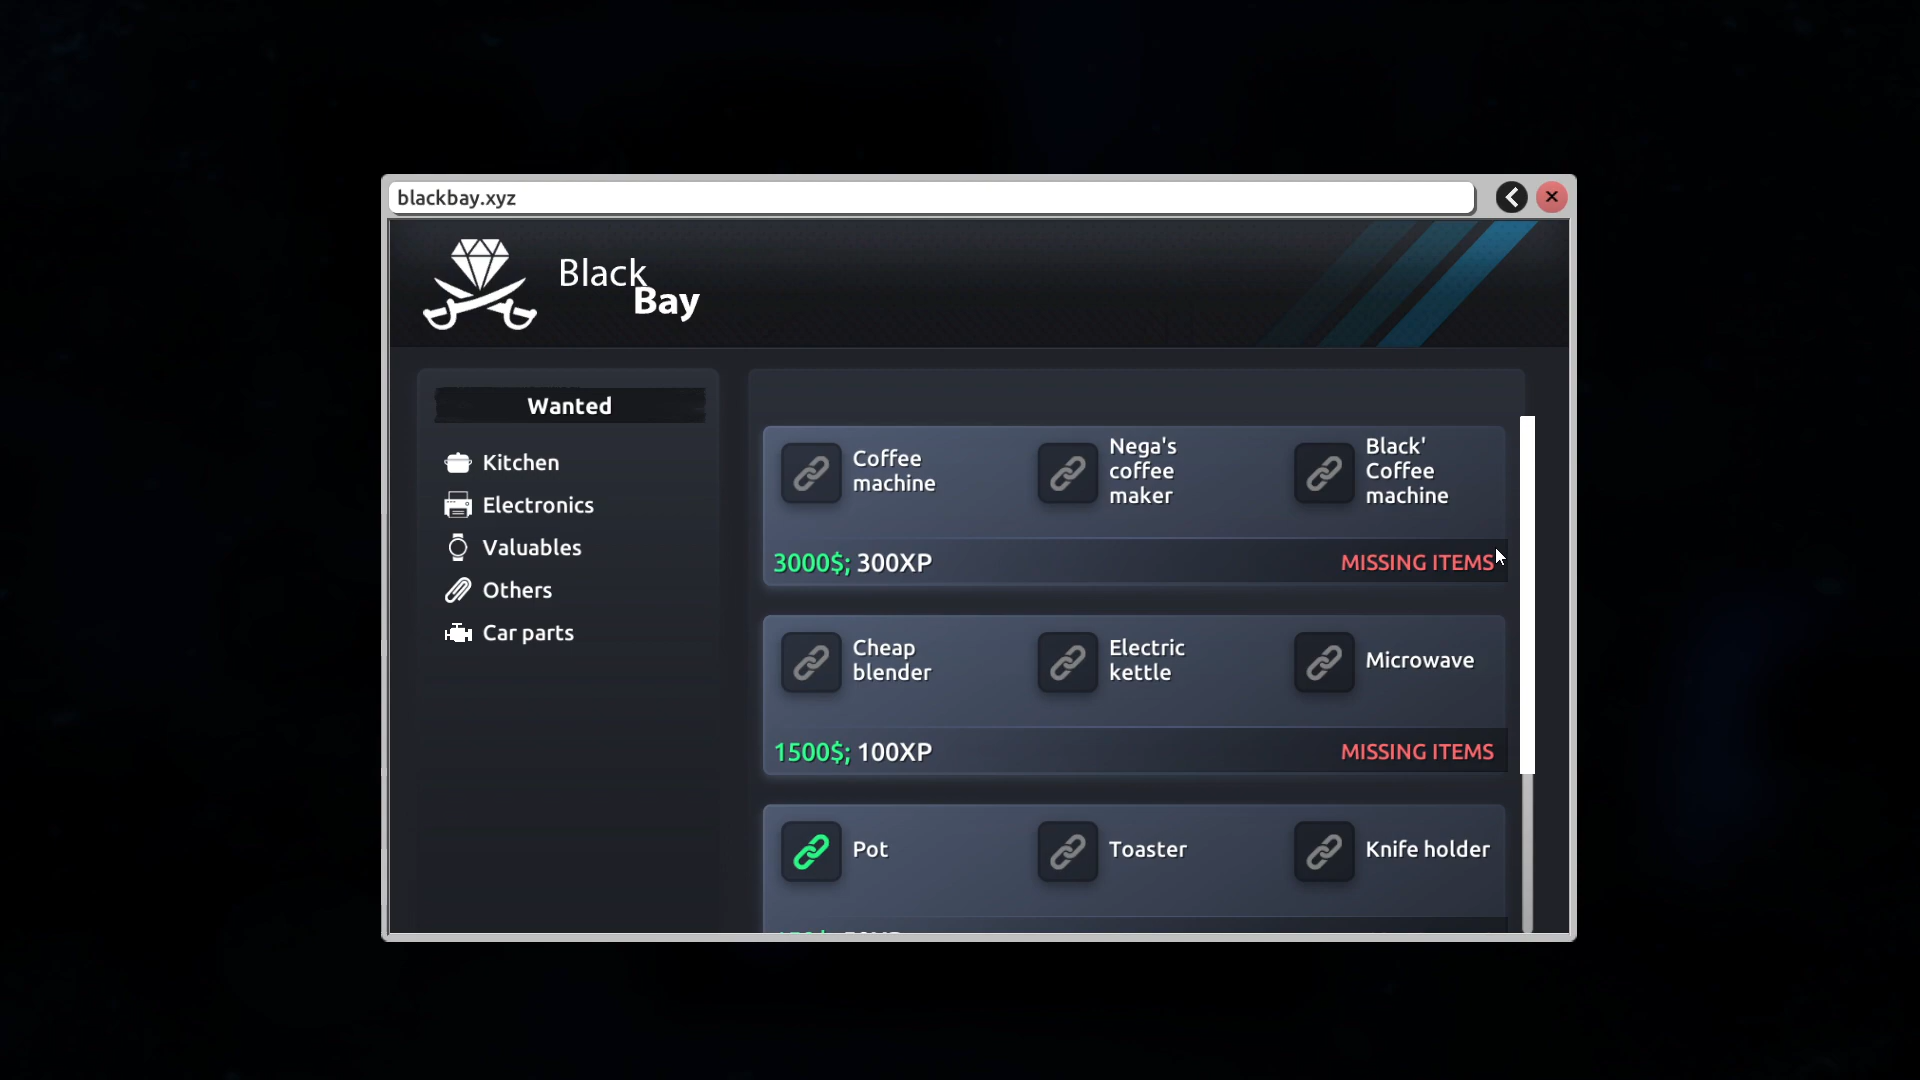 blackbay.xyz
Black
Bay
Wanted
Kitchen
Electronics
Valuables
Others
Car parts
Coffee
machine
Nega's
coffee
maker
Black'
Coffee
machine
3000$; 300XP
MISSING ITEMS
Cheap
blender
Electric
kettle
Microwave
1500$; 100XP
MISSING ITEMS
Pot
Toaster
Knife holder